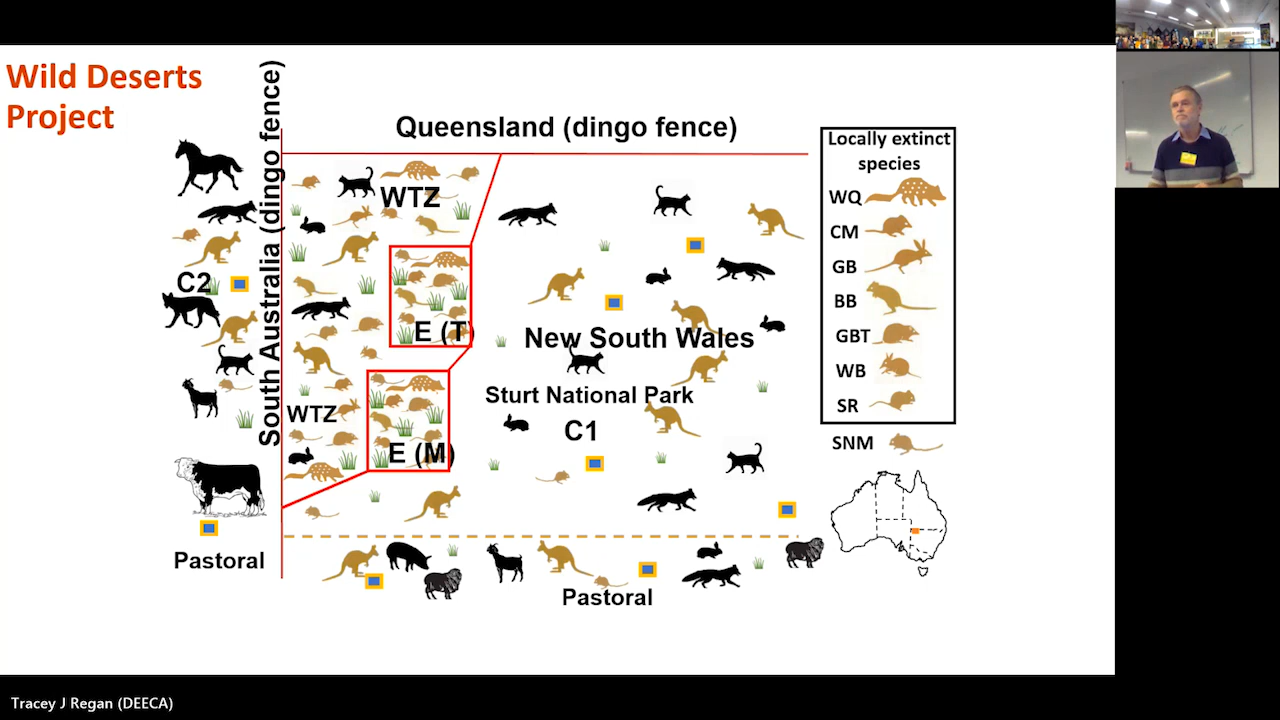 Wild Deserts
Project
South Australia (dingo fence)
Queensland (dingo fence)
WTZ
C2
E (T)
New South Wales
Sturt National Park
WTZ
C1
E (M)
Pastoral
Pastoral
Locally extinct
species
WQ
CM
GB
BB
GBT
WB
SR
SNM
Tracey J Regan (DEECA)